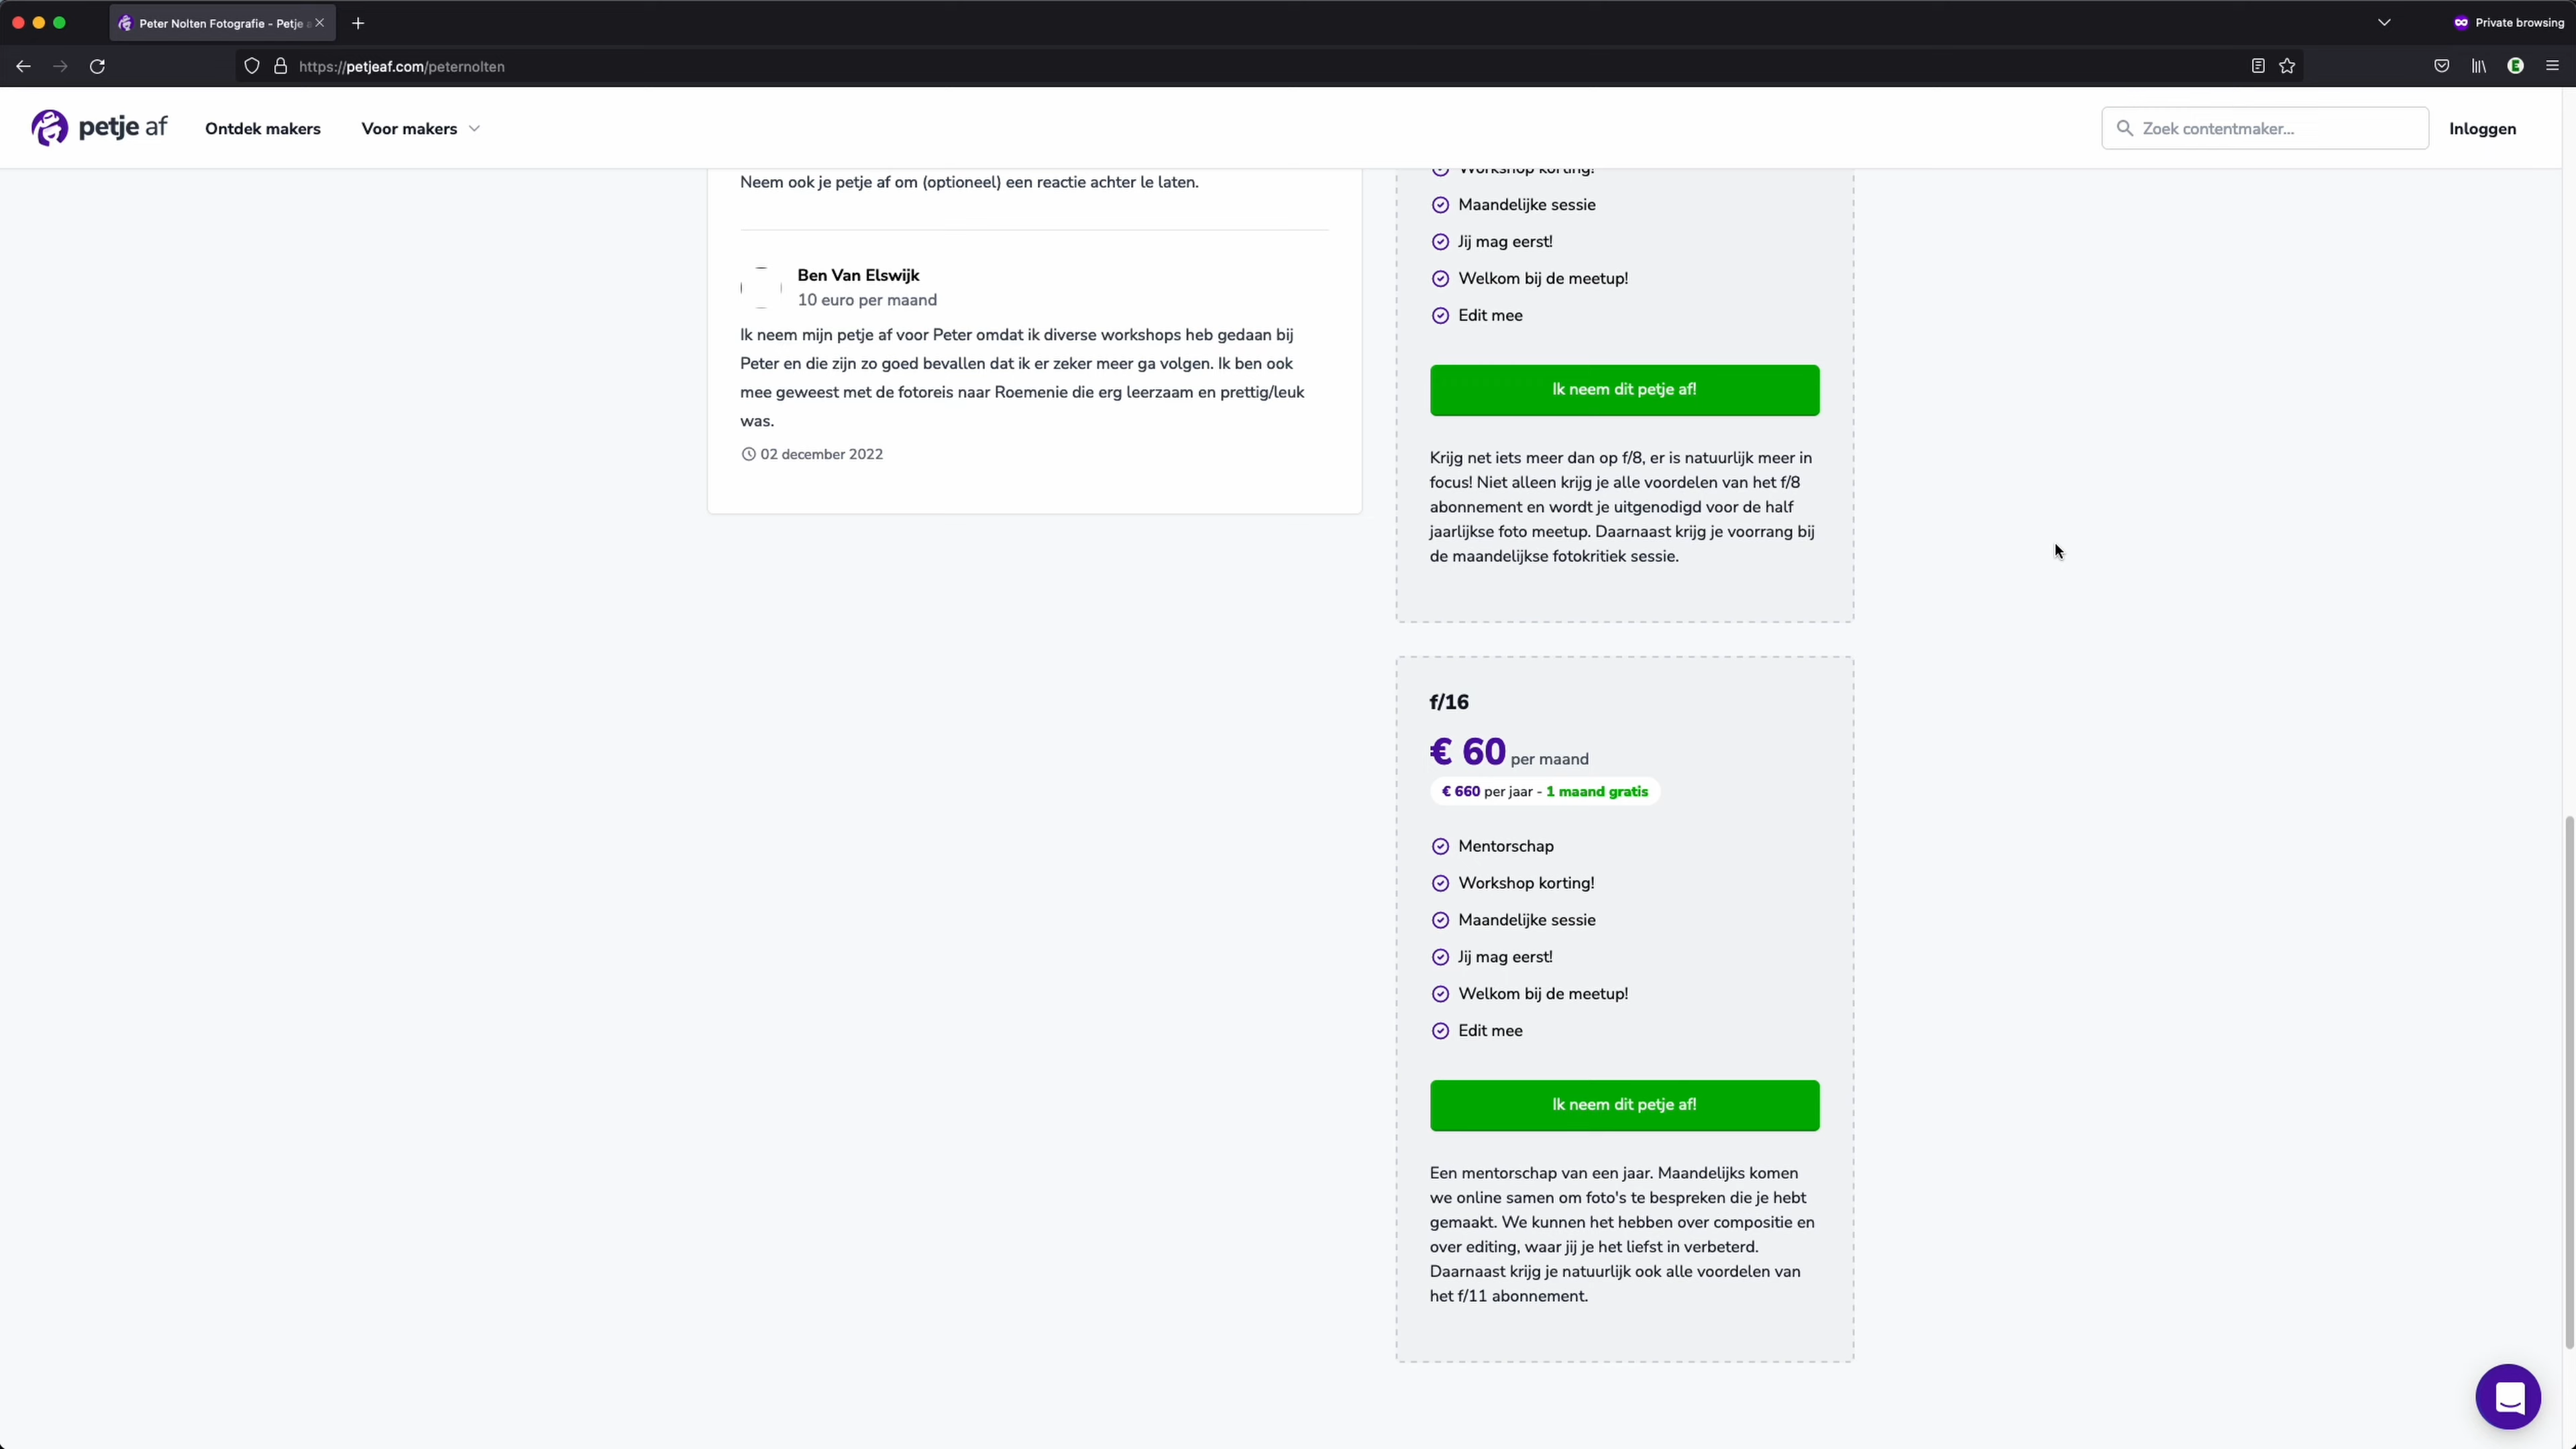 Peter Nolten Fotografie - Petje
Private browsing
https://petjeaf.com/peternolten
petje af
Ontdek makers
Voor makers
Zoek contentmaker...
Inloggen
Neem ook je petje af om (optioneel) een reactie achter te laten.
Ben Van Elswijk
10 euro per maand
Ik neem mijn petje af voor Peter omdat ik diverse workshops heb gedaan bij
Peter en die zijn zo goed bevallen dat ik er zeker meer ga volgen. Ik ben ook
mee geweest met de fotoreis naar Roemenie die erg leerzaam en prettig/leuk
was.
02 december 2022
Workshop korting!
Maandelijke sessie
Jij mag eerst!
Welkom bij de meetup!
Edit mee
Ik neem dit petje af!
Krijg net iets meer dan op f/8, er is natuurlijk meer in
focus! Niet alleen krijg je alle voordelen van het f/8
abonnement en wordt je uitgenodigd voor de half
jaarlijkse foto meetup. Daarnaast krijg je voorrang bij
de maandelijkse fotokritiek sessie.
f/16
€ 60 per maand
€ 660 per jaar - 1 maand gratis
Mentorschap
Workshop korting!
Maandelijke sessie
Jij mag eerst!
Welkom bij de meetup!
Edit mee
Ik neem dit petje af!
Een mentorschap van een jaar. Maandelijks komen
we online samen om foto's te bespreken die je hebt
gemaakt. We kunnen het hebben over compositie en
over editing, waar jij je het liefst in verbeterd.
Daarnaast krijg je natuurlijk ook alle voordelen van
het f/11 abonnement.